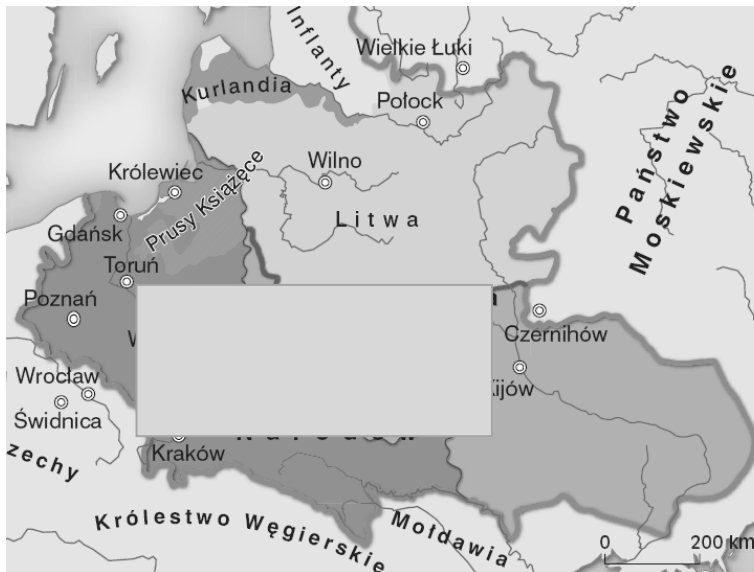 Inflanty
Wielkie Łuki
Kurlandia
Połock
Państwo
Moskiewskie
Wilno
Królewiec
Prusy Książęce
Litwa
Gdańsk
Toruń
Poznań
Czernihów
Wrocław
Świdnica
Kraków
Królestwo Węgierskie
Mołdawia
0 200 km